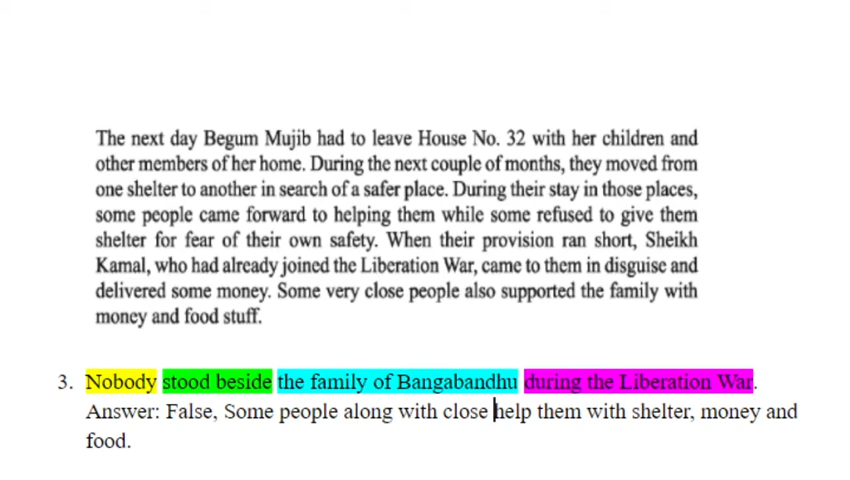 The next day Begum Mujib had to leave House No. 32 with her children and
other members of her home. During the next couple of months, they moved from
one shelter to another in search of a safer place. During their stay in those places,
some people came forward to helping them while some refused to give them
shelter for fear of their own safety. When their provision ran short, Sheikh
Kamal, who had already joined the Liberation War, came to them in disguise and
delivered some money. Some very close people also supported the family with
money and food stuff.
3. Nobody stood beside the family of Bangabandhu during the Liberation War.
Answer: False, Some people along with close help them with shelter, money and
food.